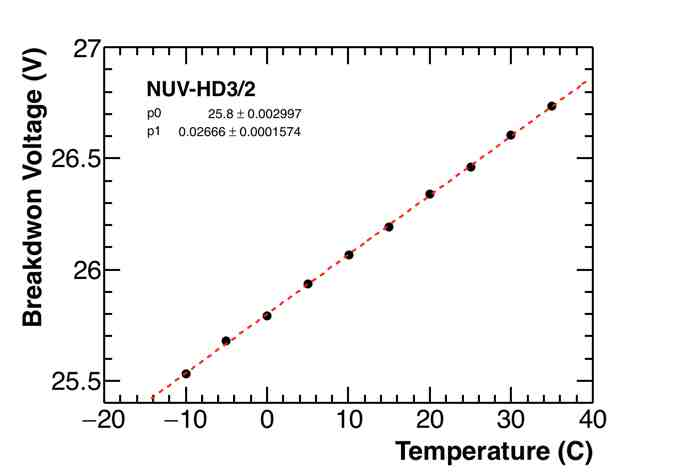 27
NUV-HD3/2
p0 25.8 ± 0.002997
p1 0.02666 ± 0.0001574
26.5
26
25.5
−20 −10 0 10 20 30 40
Temperature (C)
Breakdwon Voltage (V)